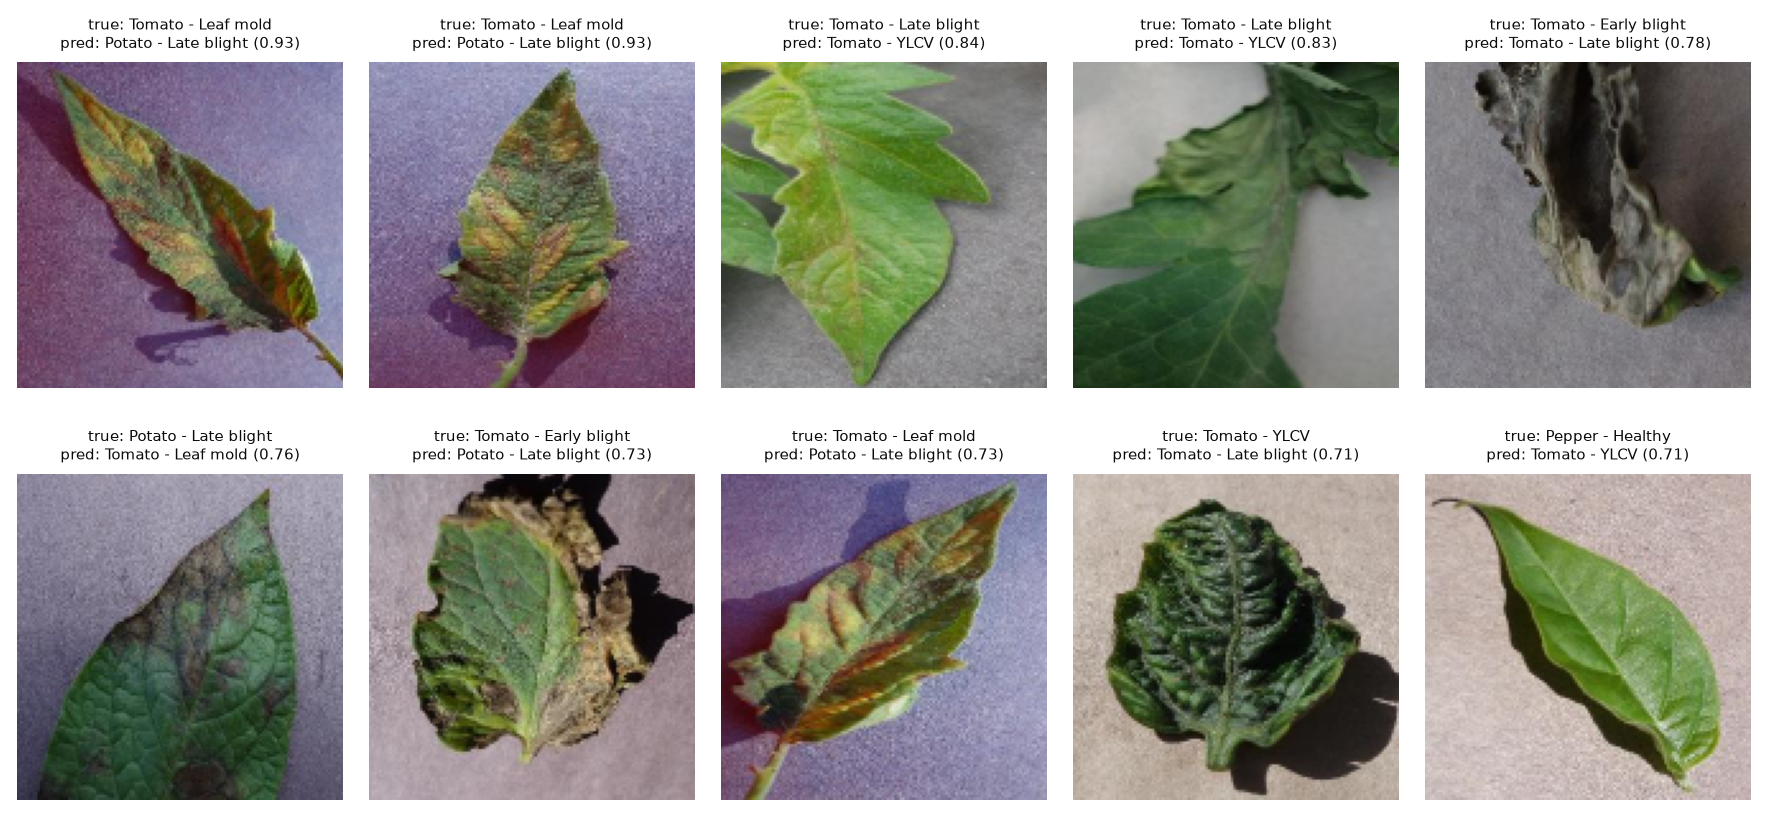 true: Tomato - Leaf mold
pred: Potato - Late blight (0.93)
true: Tomato - Leaf mold
pred: Potato - Late blight (0.93)
true: Tomato - Late blight
pred: Tomato - YLCV (0.84)
true: Tomato - Late blight
pred: Tomato - YLCV (0.83)
true: Tomato - Early blight
pred: Tomato - Late blight (0.78)
true: Potato - Late blight
pred: Tomato - Leaf mold (0.76)
true: Tomato - Early blight
pred: Potato - Late blight (0.73)
true: Tomato - Leaf mold
pred: Potato - Late blight (0.73)
true: Tomato - YLCV
pred: Tomato - Late blight (0.71)
true: Pepper - Healthy
pred: Tomato - YLCV (0.71)